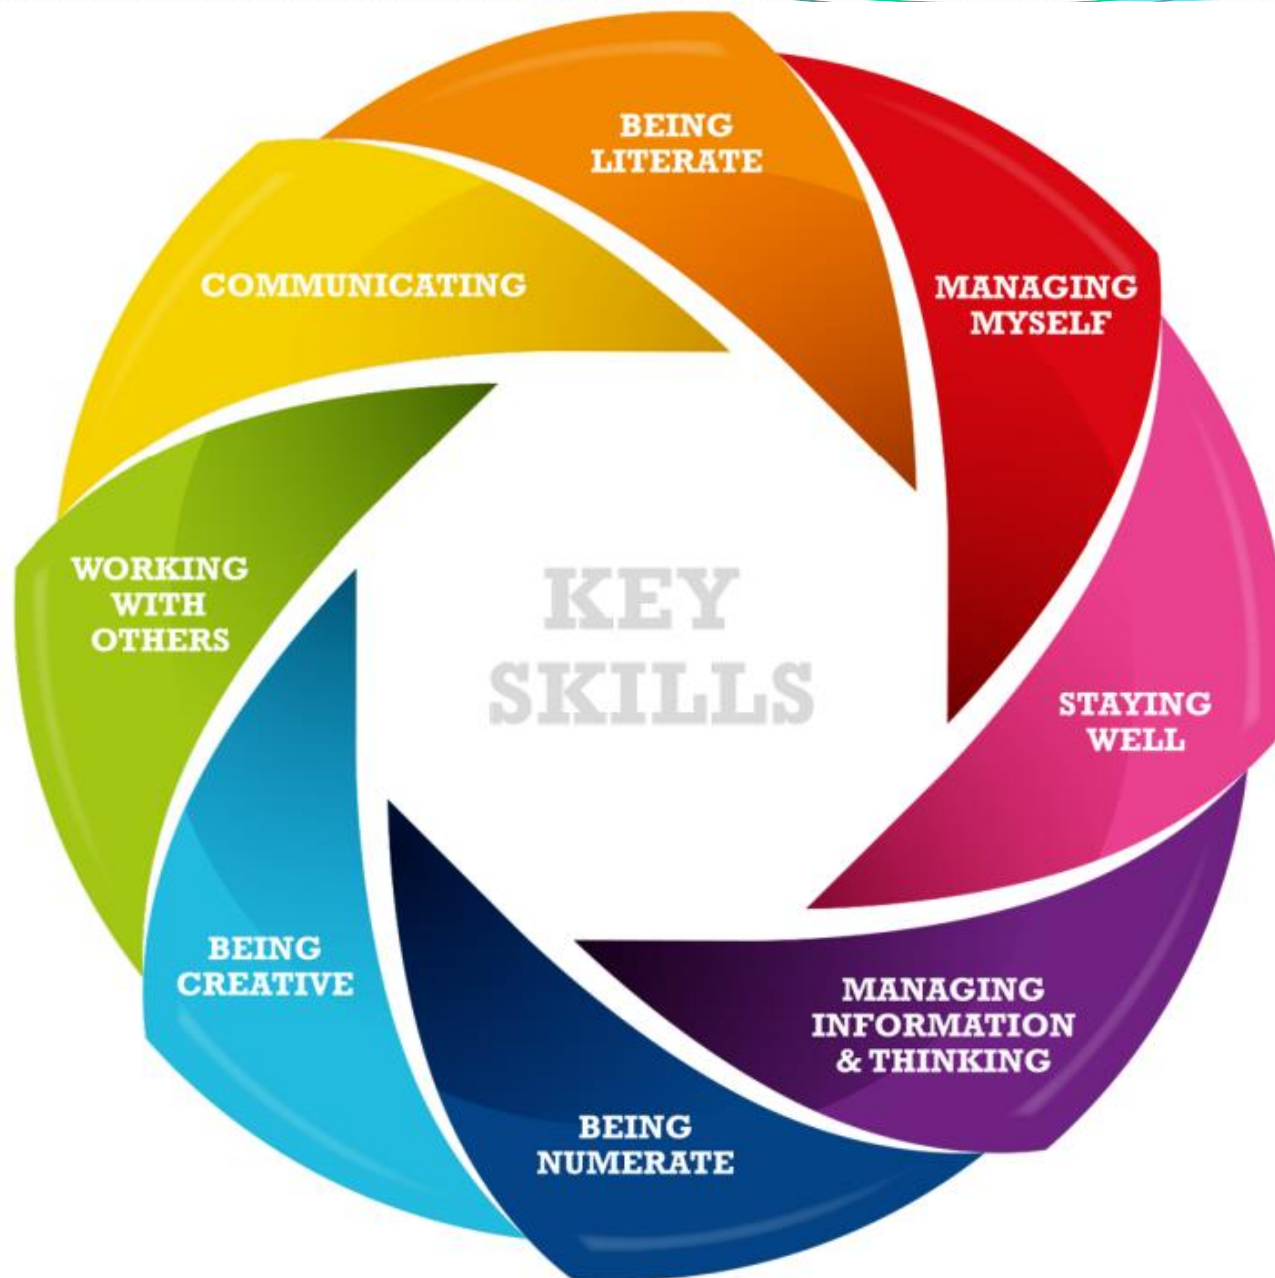 BEING
LITERATE
MANAGING
MYSELF
COMMUNICATING
WORKING
WITH
OTHERS
KEY
SKILLS
STAYING
WELL
BEING
CREATIVE
MANAGING
INFORMATION
& THINKING
BEING
NUMERATE